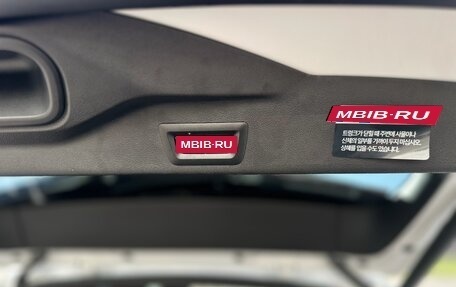 MBIB·RU
MBIB·RU
트렁크가 닫힐 때 주변에 사물이나
신체의 일부를 가까이 두지 마십시오.
상해를 입을 수도 있습니다.